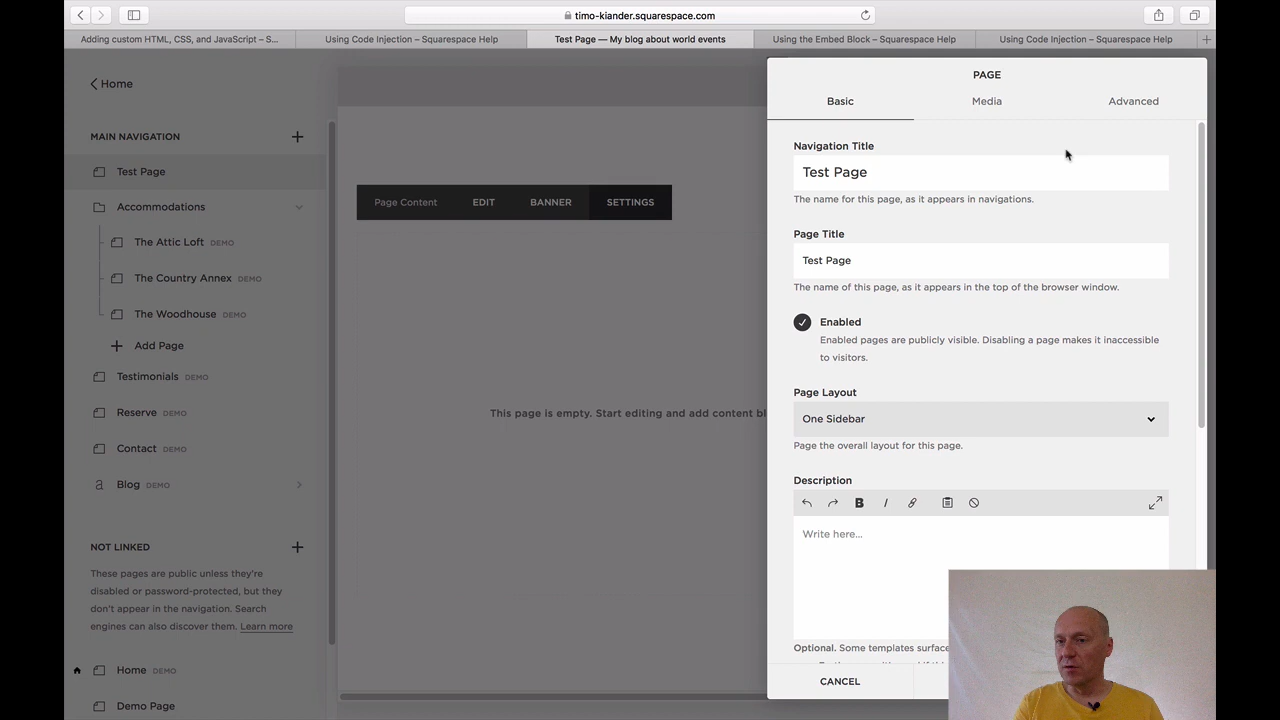 timo-kiander.squarespace.com
Adding custom HTML, CSS, and JavaScript – S...
Using Code Injection – Squarespace Help
Test Page — My blog about world events
Using the Embed Block – Squarespace Help
Using Code Injection – Squarespace Help
Home
MAIN NAVIGATION
Test Page
Accommodations
The Attic Loft DEMO
The Country Annex DEMO
The Woodhouse DEMO
Add Page
Testimonials DEMO
Reserve DEMO
Contact DEMO
Blog DEMO
NOT LINKED
These pages are public unless they're
disabled or password-protected, but they
don't appear in the navigation. Search
engines can also discover them. Learn more
Home DEMO
Demo Page
Page Content EDIT BANNER SETTINGS
This page is empty. Start editing and add content bl
PAGE
Basic Media Advanced
Navigation Title
Test Page
The name for this page, as it appears in navigations.
Page Title
Test Page
The name of this page, as it appears in the top of the browser window.
Enabled
Enabled pages are publicly visible. Disabling a page makes it inaccessible
to visitors.
Page Layout
One Sidebar
Page the overall layout for this page.
Description
Write here...
Optional. Some templates surface
CANCEL